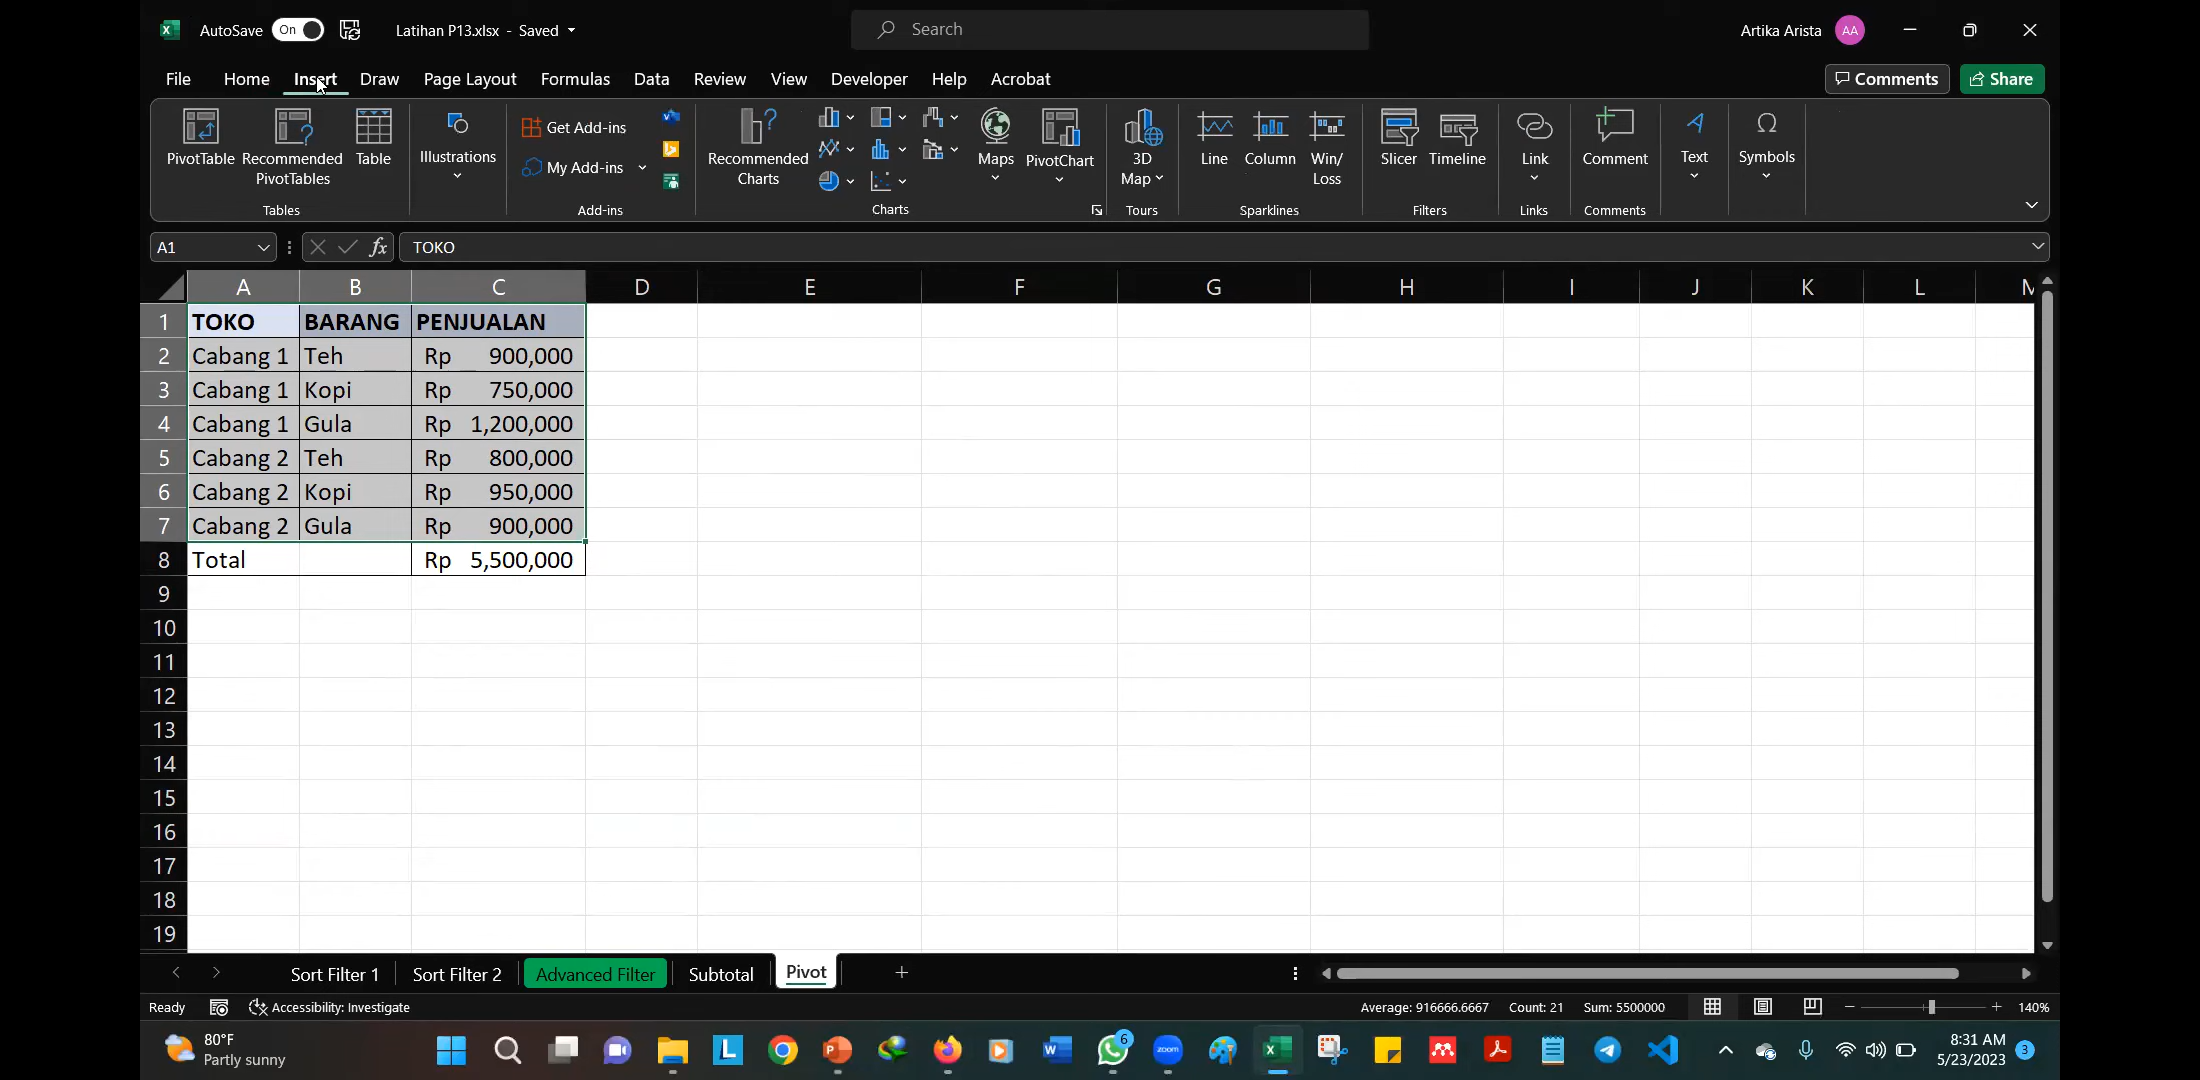 AutoSave On Latihan P13.xlsx - Saved Search Artika Arista AA
File Home Insert Draw Page Layout Formulas Data Review View Developer Help Acrobat Comments Share
PivotTable Recommended PivotTables Table
Tables
Illustrations
Get Add-ins
My Add-ins
Add-ins
Recommended Charts
Maps PivotChart
Charts
3D Map
Tours
Line Column Win/Loss
Sparklines
Slicer Timeline
Filters
Link
Links
Comment
Comments
Text
Symbols
A1 fx TOKO
A B C D E F G H I J K L M
1 TOKO BARANG PENJUALAN
2 Cabang 1 Teh Rp 900,000
3 Cabang 1 Kopi Rp 750,000
4 Cabang 1 Gula Rp 1,200,000
5 Cabang 2 Teh Rp 800,000
6 Cabang 2 Kopi Rp 950,000
7 Cabang 2 Gula Rp 900,000
8 Total Rp 5,500,000
9
10
11
12
13
14
15
16
17
18
19
Sort Filter 1 Sort Filter 2 Advanced Filter Subtotal Pivot
Ready Accessibility: Investigate Average: 916666.6667 Count: 21 Sum: 5500000 140%
80°F
Partly sunny
6
zoom
8:31 AM
5/23/2023
3